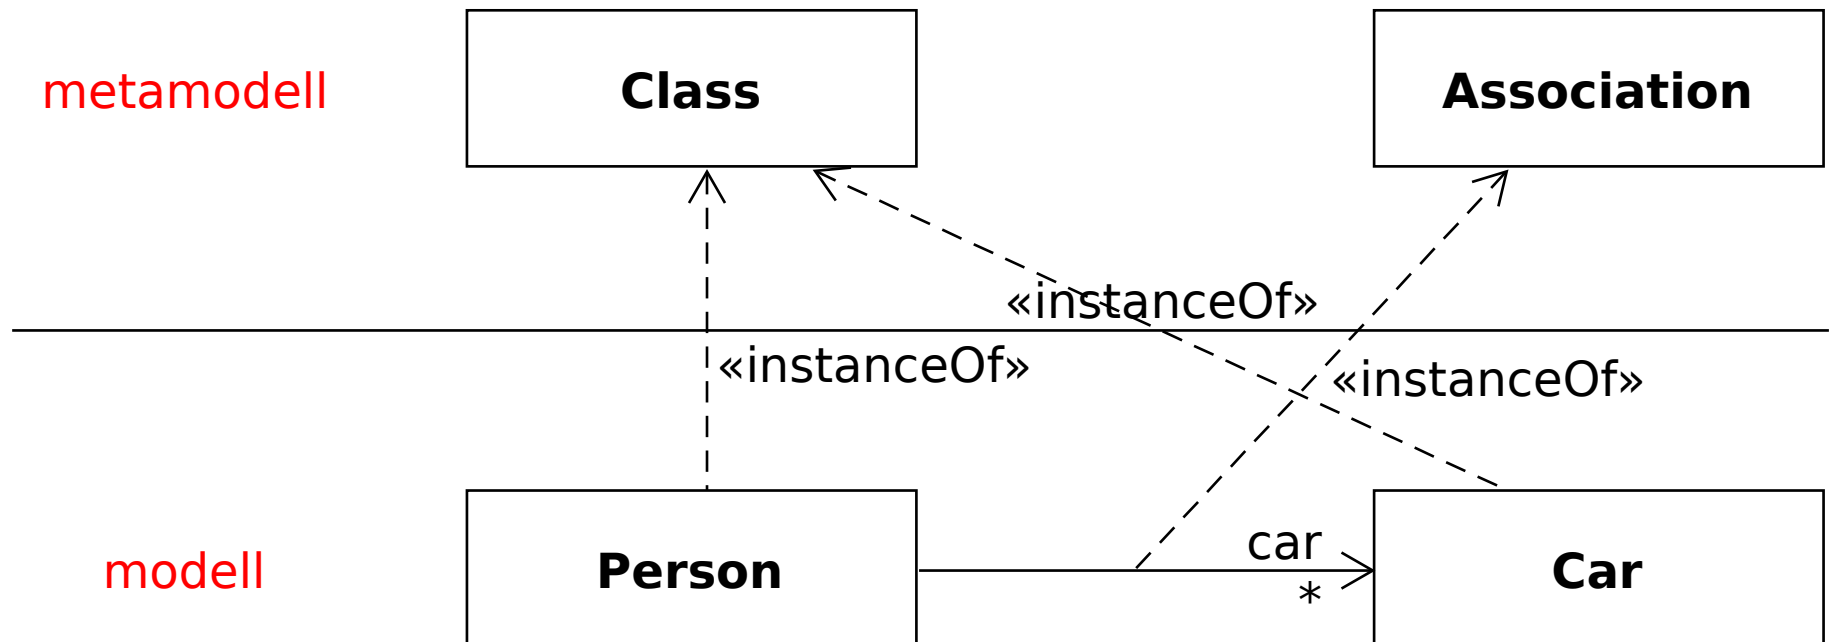 metamodell
Class
Association
«instanceOf»
«instanceOf»
«instanceOf»
modell
Person
car
*
Car